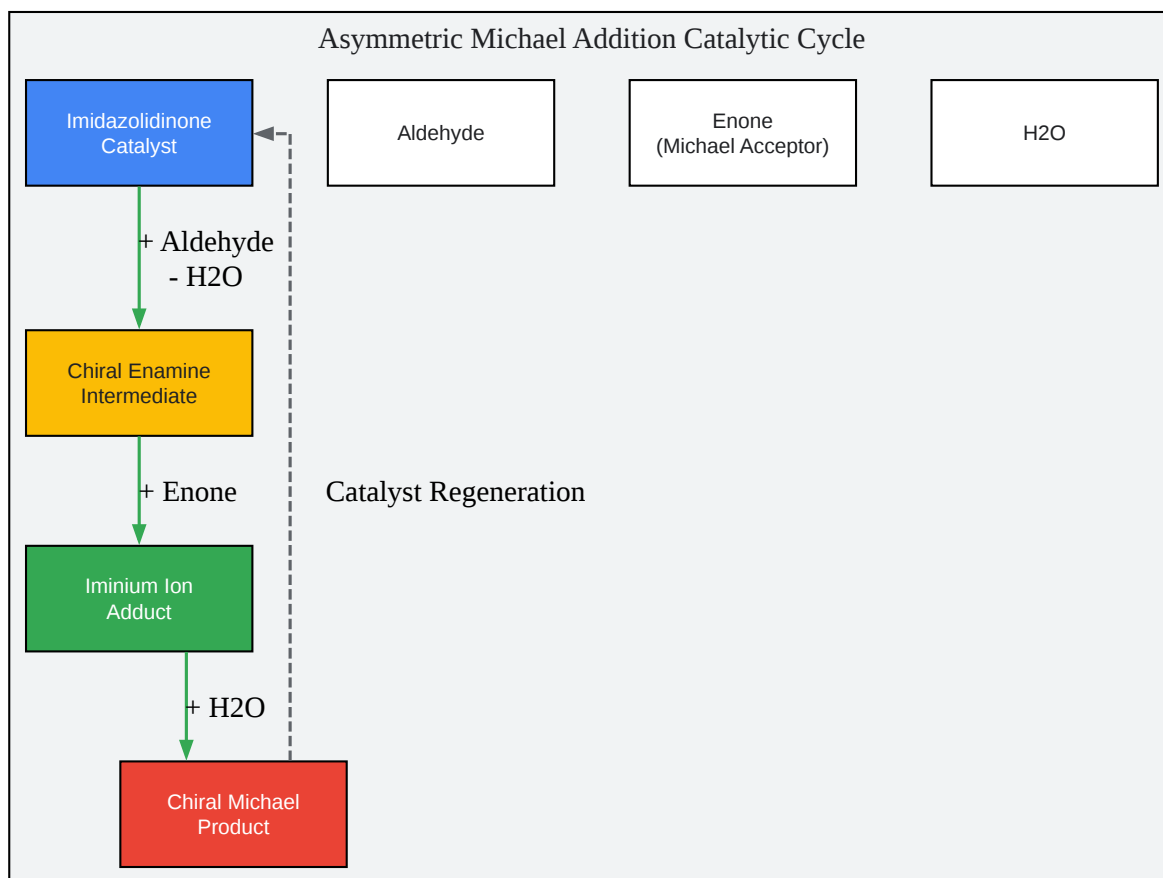 Asymmetric Michael Addition Catalytic Cycle
Imidazolidinone
Catalyst
Aldehyde
Enone
(Michael Acceptor)
H2O
+ Aldehyde
- H2O
Chiral Enamine
Intermediate
+ Enone
Catalyst Regeneration
Iminium Ion
Adduct
+ H2O
Chiral Michael
Product